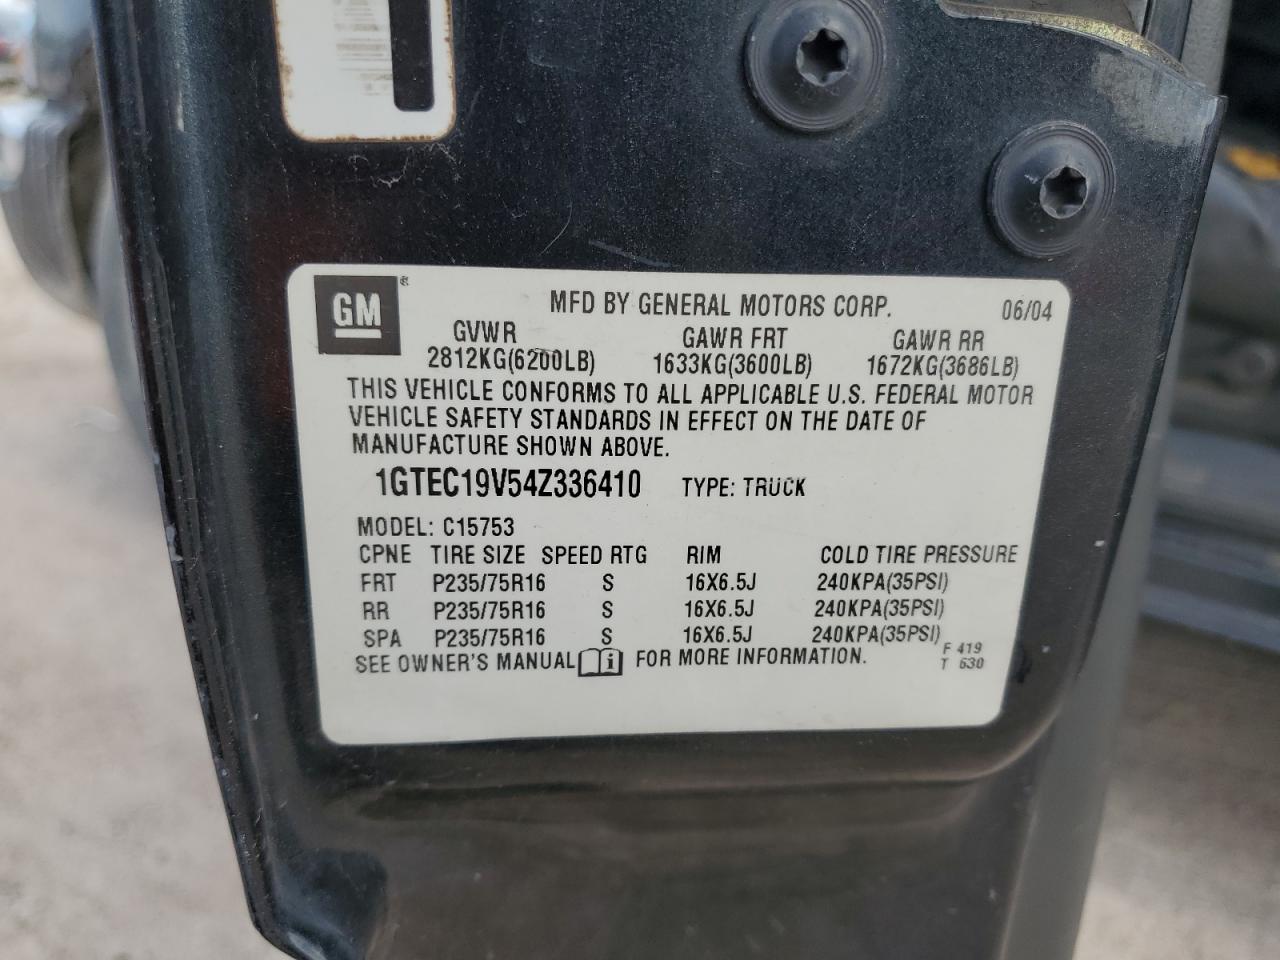 GM®
MFD BY GENERAL MOTORS CORP. 06/04
GVWR GAWR FRT GAWR RR
2812KG(6200LB) 1633KG(3600LB) 1672KG(3686LB)
THIS VEHICLE CONFORMS TO ALL APPLICABLE U.S. FEDERAL MOTOR
VEHICLE SAFETY STANDARDS IN EFFECT ON THE DATE OF
MANUFACTURE SHOWN ABOVE.
1GTEC19V54Z336410 TYPE: TRUCK
MODEL: C15753
CPNE TIRE SIZE SPEED RTG RIM COLD TIRE PRESSURE
FRT P235/75R16 S 16X6.5J 240KPA(35PSI)
RR P235/75R16 S 16X6.5J 240KPA(35PSI)
SPA P235/75R16 S 16X6.5J 240KPA(35PSI)
SEE OWNER'S MANUAL i FOR MORE INFORMATION.
F 419
T 630